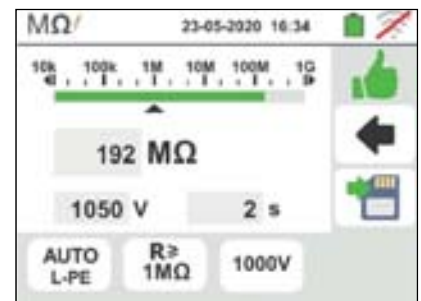 MΩ 23-05-2020 16:34
10k 100k 1M 10M 100M 1G
192 MΩ
1050 V 2 s
AUTO L-PE
R≥ 1MΩ
1000V